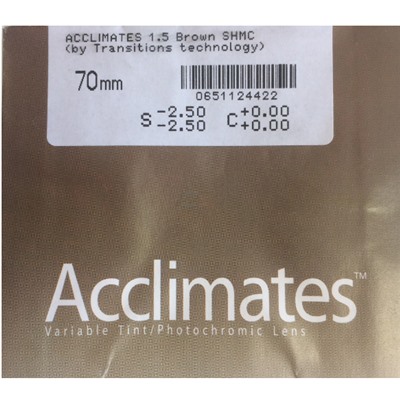 ACCLIMATES 1.5 Brown SHMC
(by Transitions technology)
70mm
0651124422
S -2.50 C +0.00
-2.50 +0.00
Acclimates™
Variable Tint/Photochromic Lens